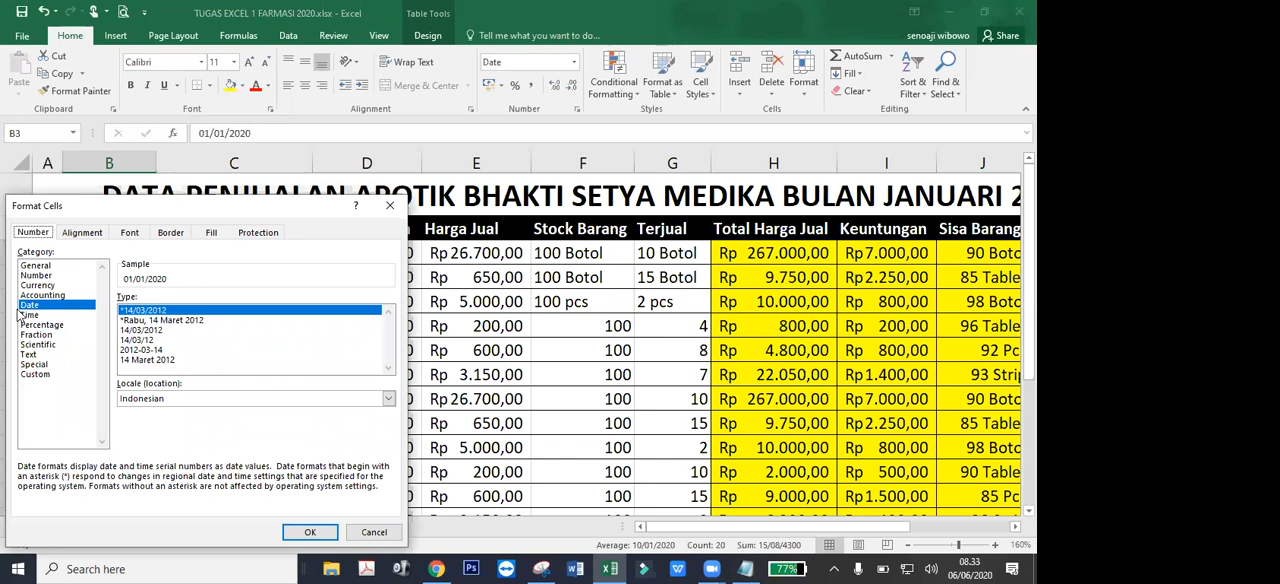 TUGAS EXCEL 1 FARMASI 2020.xlsx - Excel
Table Tools
File Home Insert Page Layout Formulas Data Review View Design Tell me what you want to do... senoaji wibowo Share
Cut
Copy
Format Painter
Paste
Clipboard
Calibri 11
B I U
Font
Wrap Text
Merge & Center
Alignment
Date
%
Number
Conditional Formatting
Format as Table
Cell Styles
Styles
Insert Delete Format
Cells
AutoSum
Fill
Clear
Sort & Filter
Find & Select
Editing
B3 fx 01/01/2020
A B C D E F G H I J
DATA PENJUALAN APOTIK BHAKTI SETYA MEDIKA BULAN JANUARI 2
Harga Jual Stock Barang Terjual Total Harga Jual Keuntungan Sisa Barang
Rp 26.700,00 100 Botol 10 Botol Rp 267.000,00 Rp 7.000,00 90 Boto
Rp 650,00 100 Botol 15 Botol Rp 9.750,00 Rp 2.250,00 85 Table
Rp 5.000,00 100 pcs 2 pcs Rp 10.000,00 Rp 800,00 98 Boto
Rp 200,00 100 4 Rp 800,00 Rp 200,00 96 Table
Rp 600,00 100 8 Rp 4.800,00 Rp 800,00 92 Pc
Rp 3.150,00 100 7 Rp 22.050,00 Rp 1.400,00 93 Strip
Rp 26.700,00 100 10 Rp 267.000,00 Rp 7.000,00 90 Boto
Rp 650,00 100 15 Rp 9.750,00 Rp 2.250,00 85 Table
Rp 5.000,00 100 2 Rp 10.000,00 Rp 800,00 98 Boto
Rp 200,00 100 10 Rp 2.000,00 Rp 500,00 90 Table
Rp 600,00 100 15 Rp 9.000,00 Rp 1.500,00 85 Pc
Format Cells
Number Alignment Font Border Fill Protection
Category:
General
Number
Currency
Accounting
Date
Time
Percentage
Fraction
Scientific
Text
Special
Custom
Sample
01/01/2020
Type:
*14/03/2012
*Rabu, 14 Maret 2012
14/03/2012
14/03/12
2012-03-14
14 Maret 2012
Locale (location):
Indonesian
Date formats display date and time serial numbers as date values. Date formats that begin with
an asterisk (*) respond to changes in regional date and time settings that are specified for the
operating system. Formats without an asterisk are not affected by operating system settings.
OK Cancel
Average: 10/01/2020 Count: 20 Sum: 15/08/4300 160%
Search here 77% 08.33
06/06/2020